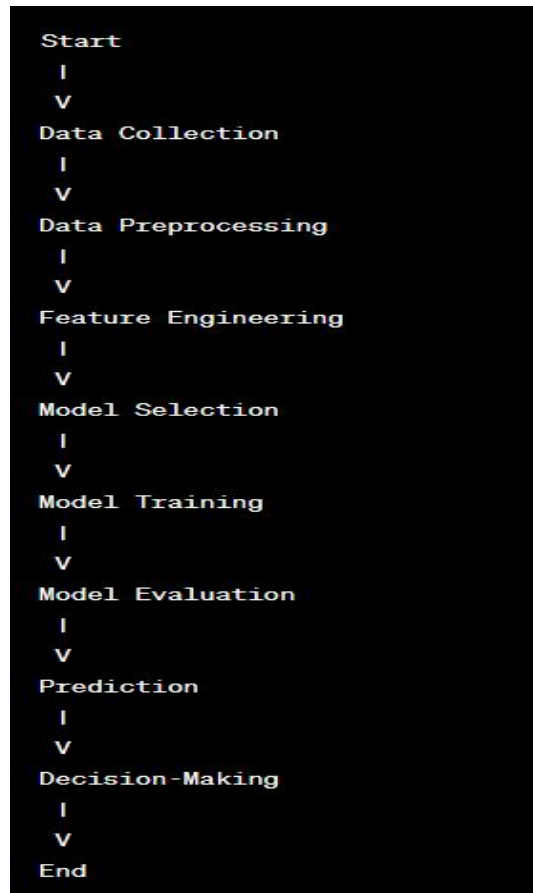 Start
|
V
Data Collection
|
V
Data Preprocessing
|
V
Feature Engineering
|
V
Model Selection
|
V
Model Training
|
V
Model Evaluation
|
V
Prediction
|
V
Decision-Making
|
V
End